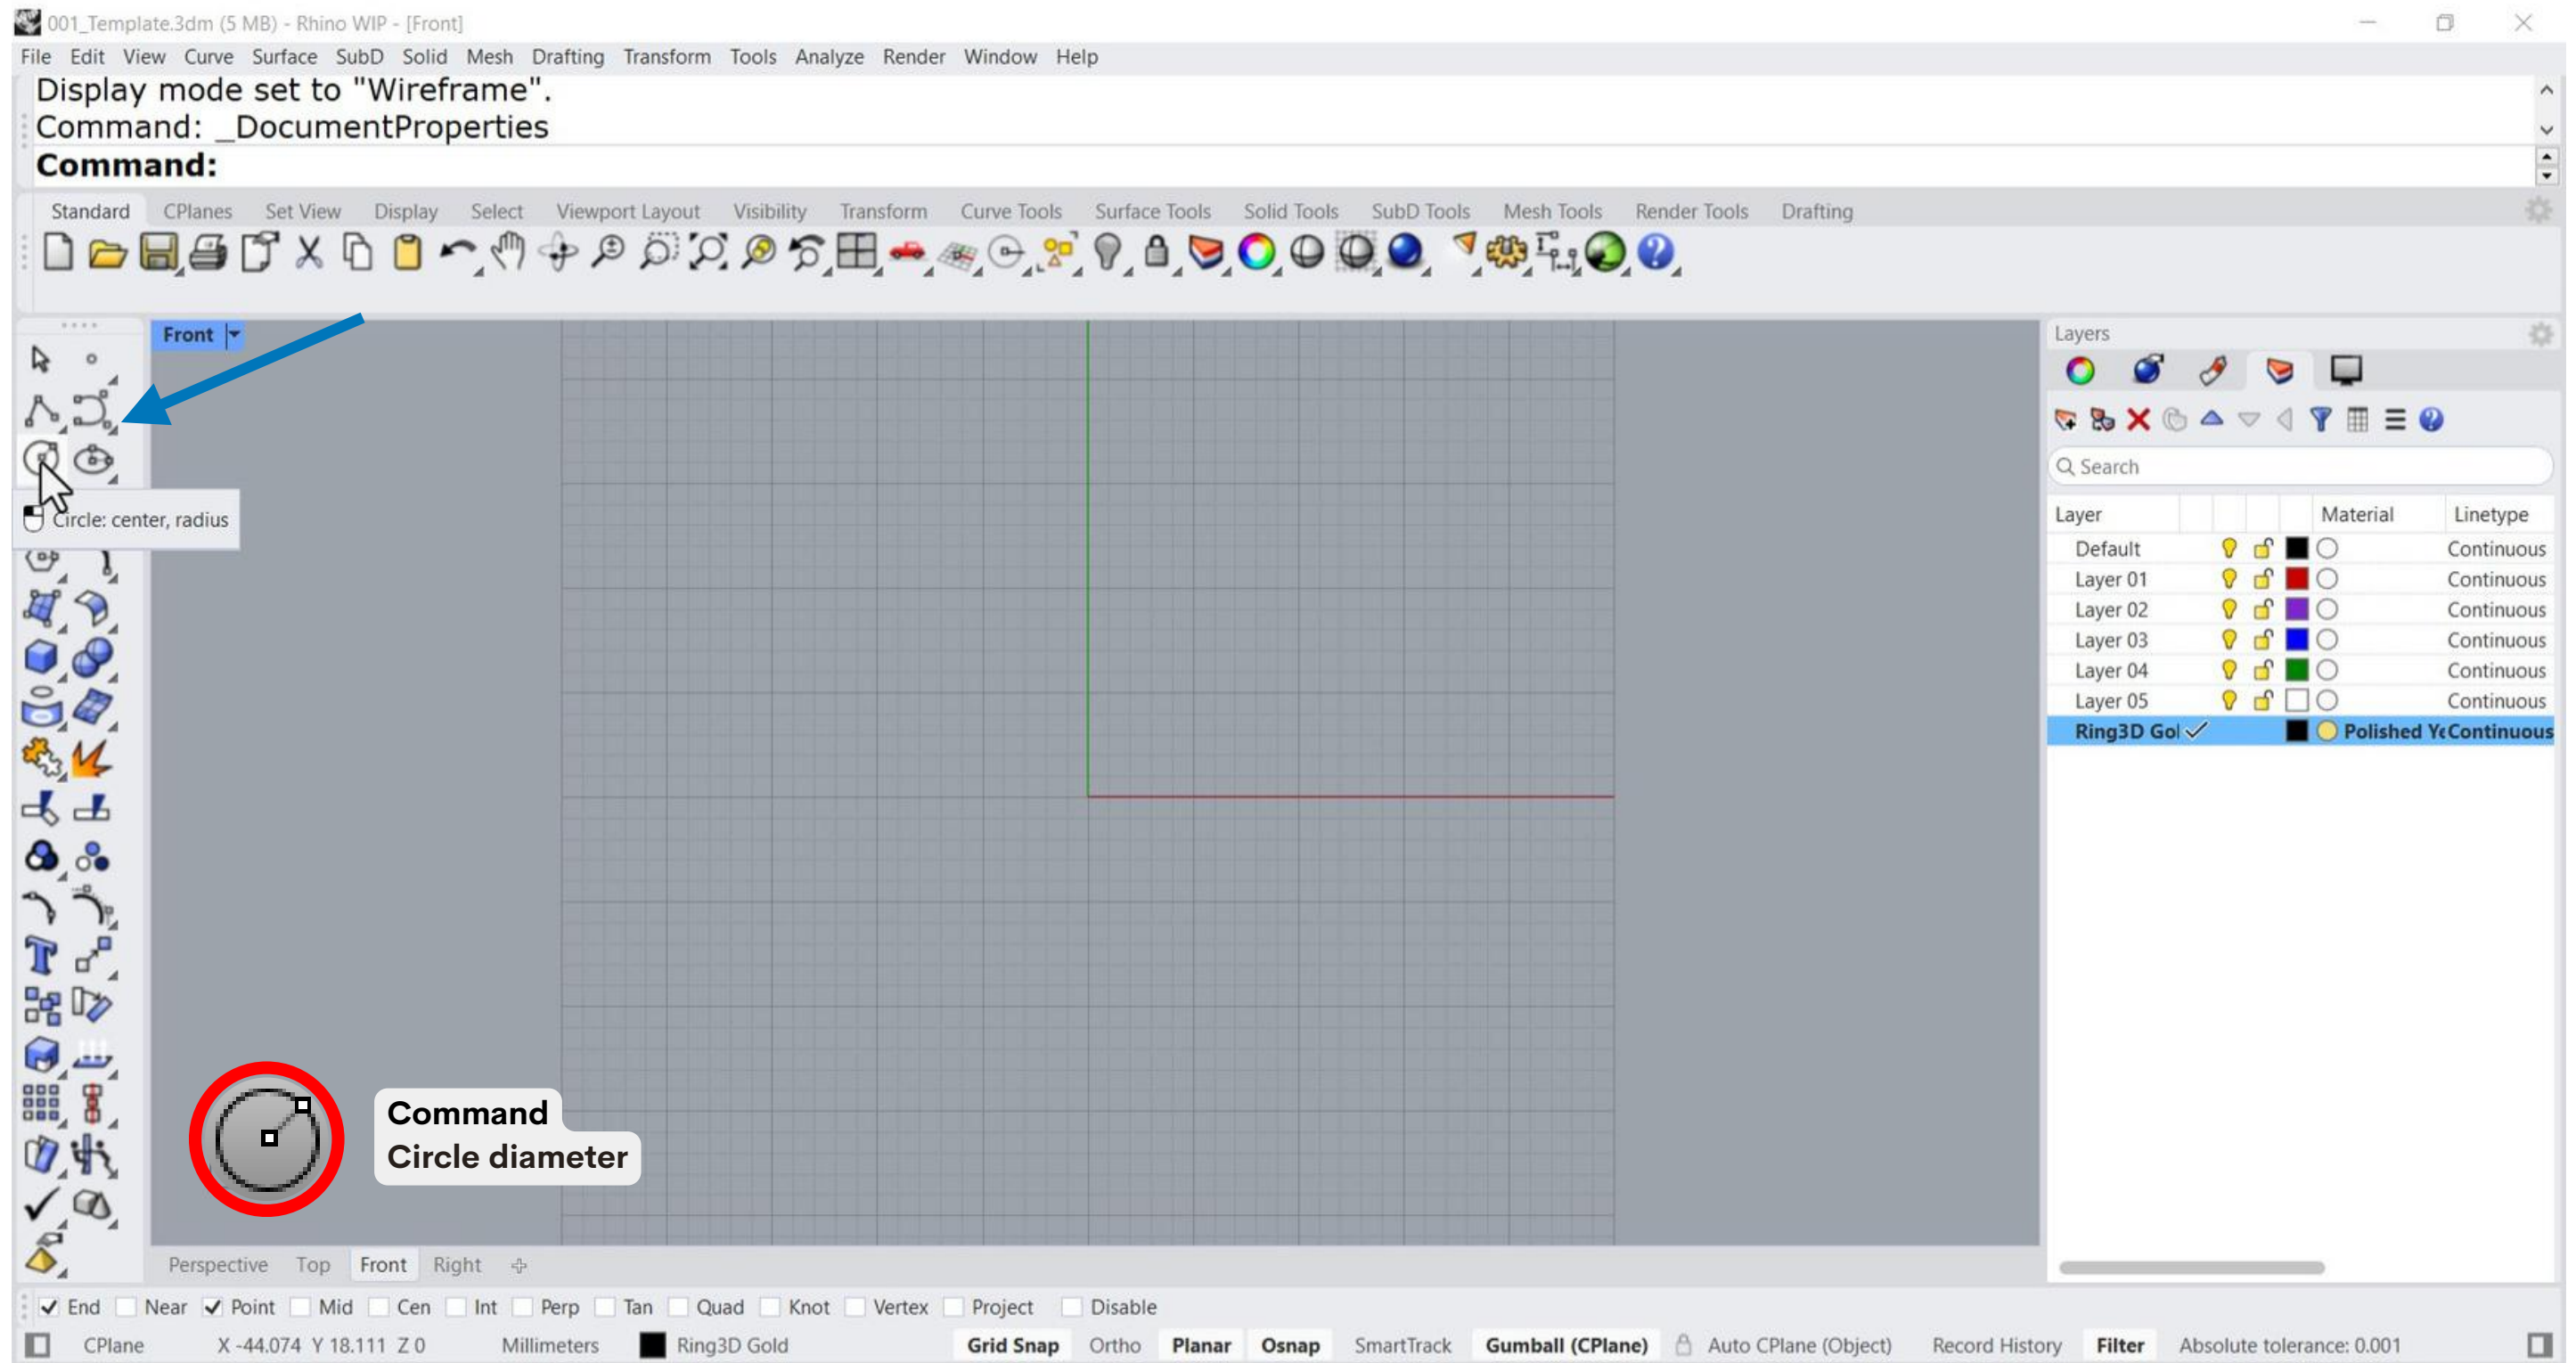 001_Template.3dm (5 MB) - Rhino WIP - [Front]
File Edit View Curve Surface SubD Solid Mesh Drafting Transform Tools Analyze Render Window Help
Display mode set to "Wireframe".
Command: _DocumentProperties
Command:
Standard CPlanes Set View Display Select Viewport Layout Visibility Transform Curve Tools Surface Tools Solid Tools SubD Tools Mesh Tools Render Tools Drafting
Front
Circle: center, radius
Command
Circle diameter
Layers
Search
Layer Material Linetype
Default Continuous
Layer 01 Continuous
Layer 02 Continuous
Layer 03 Continuous
Layer 04 Continuous
Layer 05 Continuous
Ring3D Gol Polished Ye Continuous
Perspective Top Front Right
End Near Point Mid Cen Int Perp Tan Quad Knot Vertex Project Disable
CPlane X -44.074 Y 18.111 Z 0 Millimeters Ring3D Gold Grid Snap Ortho Planar Osnap SmartTrack Gumball (CPlane) Auto CPlane (Object) Record History Filter Absolute tolerance: 0.001